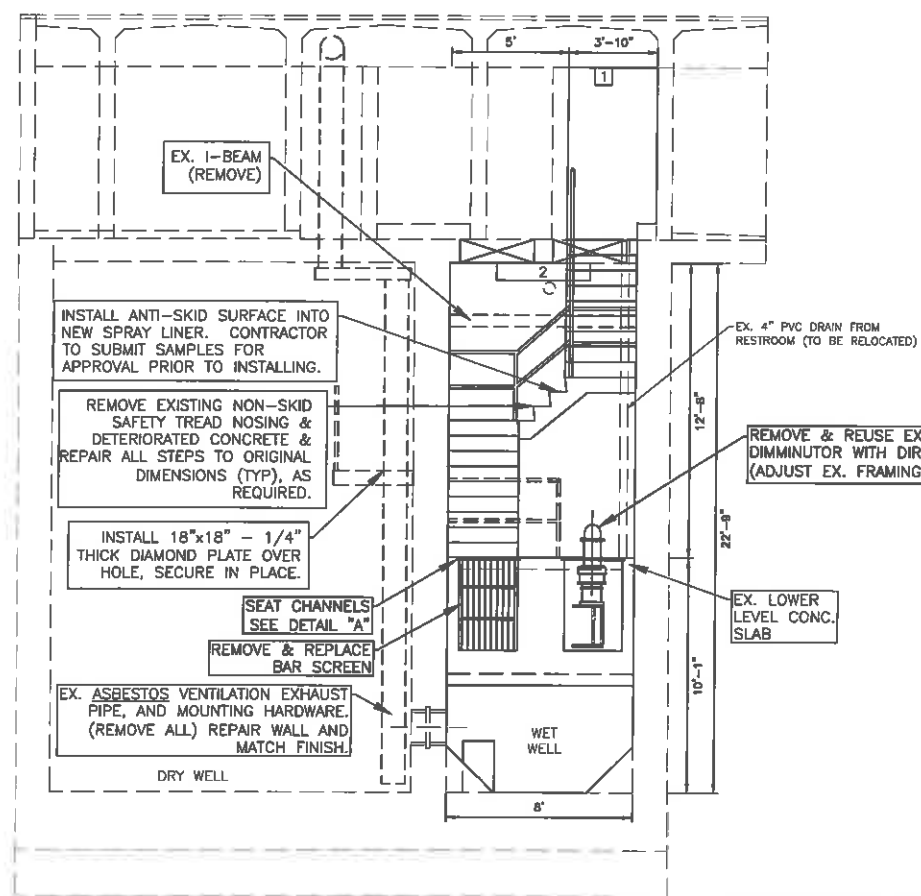 5'
3'-10"
1
EX. I-BEAM
(REMOVE)
2
INSTALL ANTI-SKID SURFACE INTO
NEW SPRAY LINER. CONTRACTOR
TO SUBMIT SAMPLES FOR
APPROVAL PRIOR TO INSTALLING.
EX. 4" PVC DRAIN FROM
RESTROOM (TO BE RELOCATED)
REMOVE EXISTING NON-SKID
SAFETY TREAD NOSING &
DETERIORATED CONCRETE &
REPAIR ALL STEPS TO ORIGINAL
DIMENSIONS (TYP), AS
REQUIRED.
12'-8"
REMOVE & REUSE EX
DIMMINUTOR WITH DIR
(ADJUST EX. FRAMING
22'-9"
INSTALL 18"x18" - 1/4"
THICK DIAMOND PLATE OVER
HOLE, SECURE IN PLACE.
SEAT CHANNELS
SEE DETAIL "A"
EX. LOWER
LEVEL CONC.
SLAB
REMOVE & REPLACE
BAR SCREEN
10'-1"
EX. ASBESTOS VENTILATION EXHAUST
PIPE, AND MOUNTING HARDWARE.
(REMOVE ALL) REPAIR WALL AND
MATCH FINISH.
WET
WELL
DRY WELL
8'